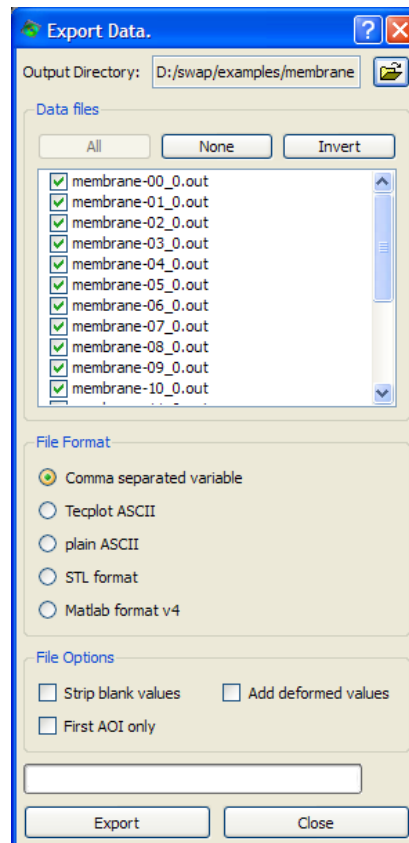 Export Data.
Output Directory: D:/swap/examples/membrane
Data files
All None Invert
membrane-00_0.out
membrane-01_0.out
membrane-02_0.out
membrane-03_0.out
membrane-04_0.out
membrane-05_0.out
membrane-06_0.out
membrane-07_0.out
membrane-08_0.out
membrane-09_0.out
membrane-10_0.out
File Format
Comma separated variable
Tecplot ASCII
plain ASCII
STL format
Matlab format v4
File Options
Strip blank values Add deformed values
First AOI only
Export Close